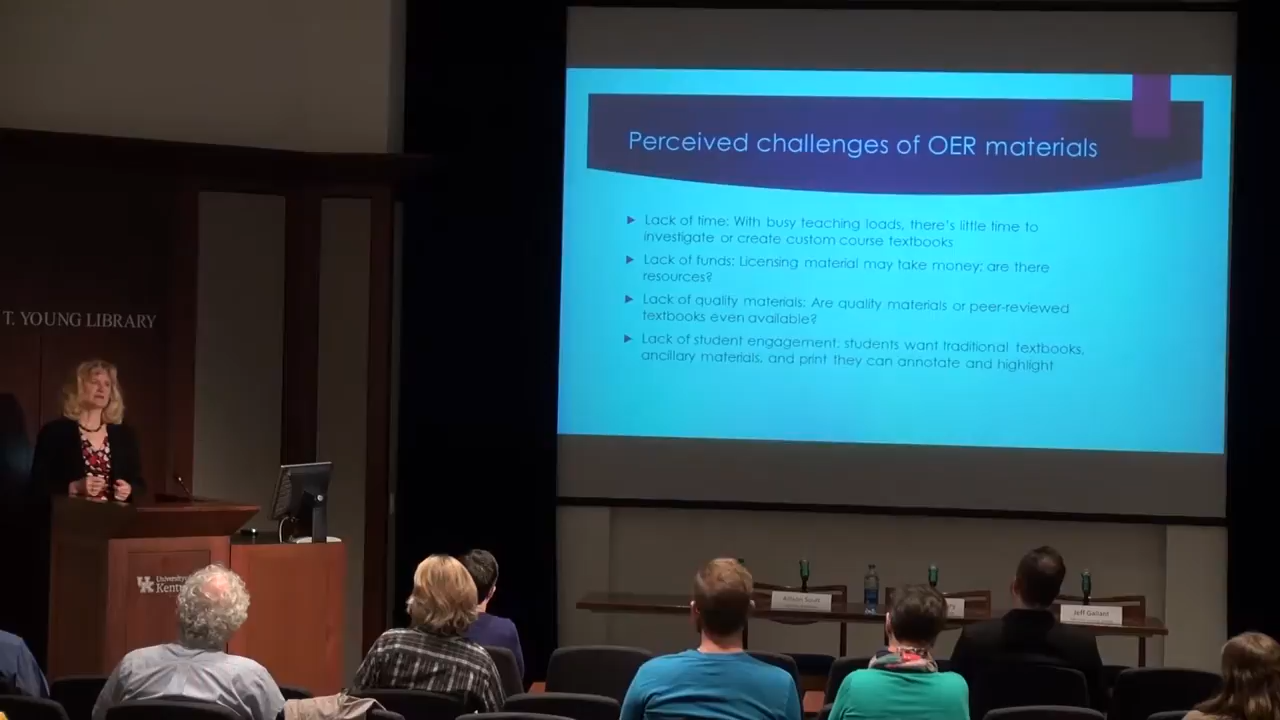 Perceived challenges of OER materials
Lack of time: With busy teaching loads, there's little time to
investigate or create custom course textbooks
Lack of funds: Licensing material may take money; are there
resources?
Lack of quality materials: Are quality materials or peer-reviewed
textbooks even available?
Lack of student engagement: students want traditional textbooks,
ancillary materials, and print they can annotate and highlight
T. YOUNG LIBRARY
UK
Jeff Gallant